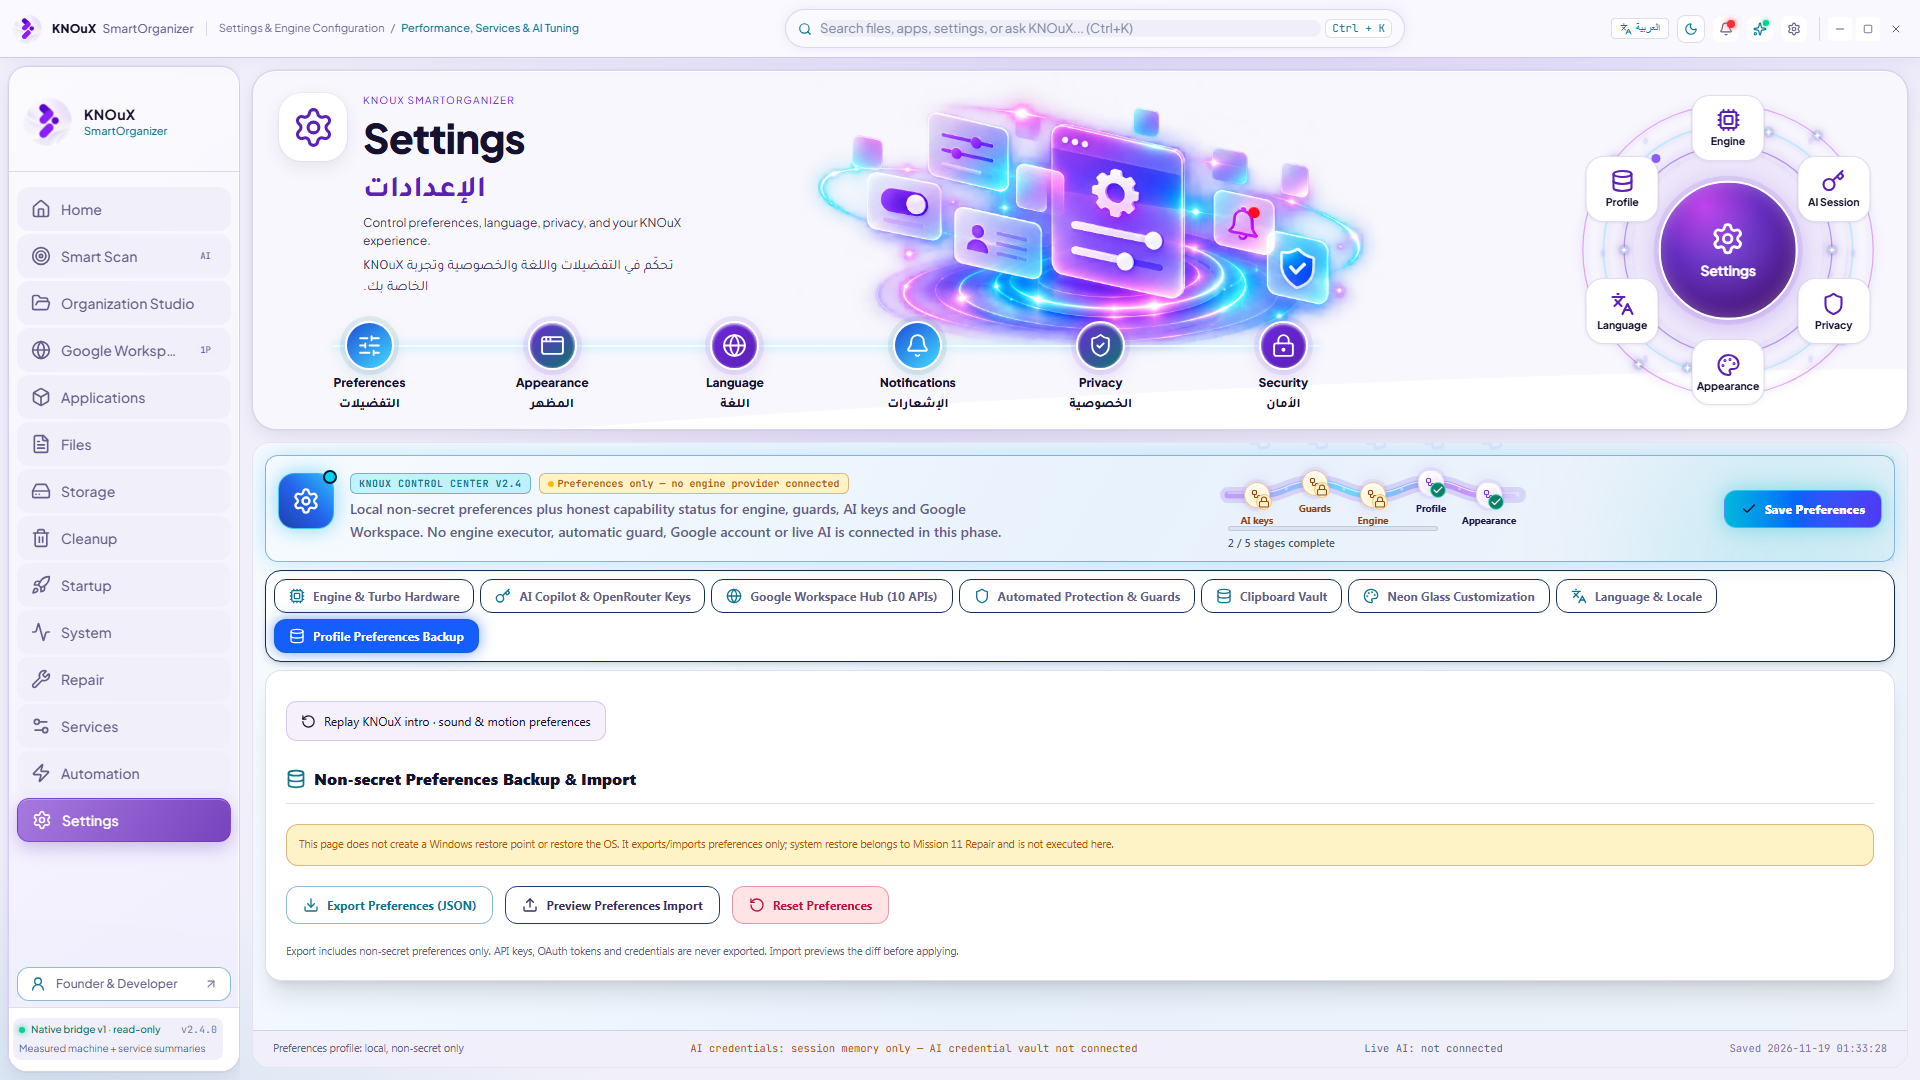 KNOuX SmartOrganizer
Settings & Engine Configuration / Performance, Services & AI Tuning
Search files, apps, settings, or ask KNOuX... (Ctrl+K)
Ctrl + K
العربية
KNOuX
SmartOrganizer
Home
Smart Scan AI
Organization Studio
Google Worksp... 1P
Applications
Files
Storage
Cleanup
Startup
System
Repair
Services
Automation
Settings
Founder & Developer
Native bridge v1 · read-only v2.4.0
Measured machine + service summaries
KNOUX SMARTORGANIZER
Settings
الإعدادات
Control preferences, language, privacy, and your KNOuX
experience.
تحكّم في التفضيلات واللغة والخصوصية وتجربة KNOuX
الخاصة بك.
Preferences
التفضيلات
Appearance
المظهر
Language
اللغة
Notifications
الإشعارات
Privacy
الخصوصية
Security
الأمان
Engine
Profile
AI Session
Settings
Language
Privacy
Appearance
KNOUX CONTROL CENTER V2.4
Preferences only — no engine provider connected
Local non-secret preferences plus honest capability status for engine, guards, AI keys and Google
Workspace. No engine executor, automatic guard, Google account or live AI is connected in this phase.
AI keys
Guards
Engine
Profile
Appearance
2 / 5 stages complete
Save Preferences
Engine & Turbo Hardware
AI Copilot & OpenRouter Keys
Google Workspace Hub (10 APIs)
Automated Protection & Guards
Clipboard Vault
Neon Glass Customization
Language & Locale
Profile Preferences Backup
Replay KNOuX intro · sound & motion preferences
Non-secret Preferences Backup & Import
This page does not create a Windows restore point or restore the OS. It exports/imports preferences only; system restore belongs to Mission 11 Repair and is not executed here.
Export Preferences (JSON)
Preview Preferences Import
Reset Preferences
Export includes non-secret preferences only. API keys, OAuth tokens and credentials are never exported. Import previews the diff before applying.
Preferences profile: local, non-secret only
AI credentials: session memory only — AI credential vault not connected
Live AI: not connected
Saved 2026-11-19 01:33:28